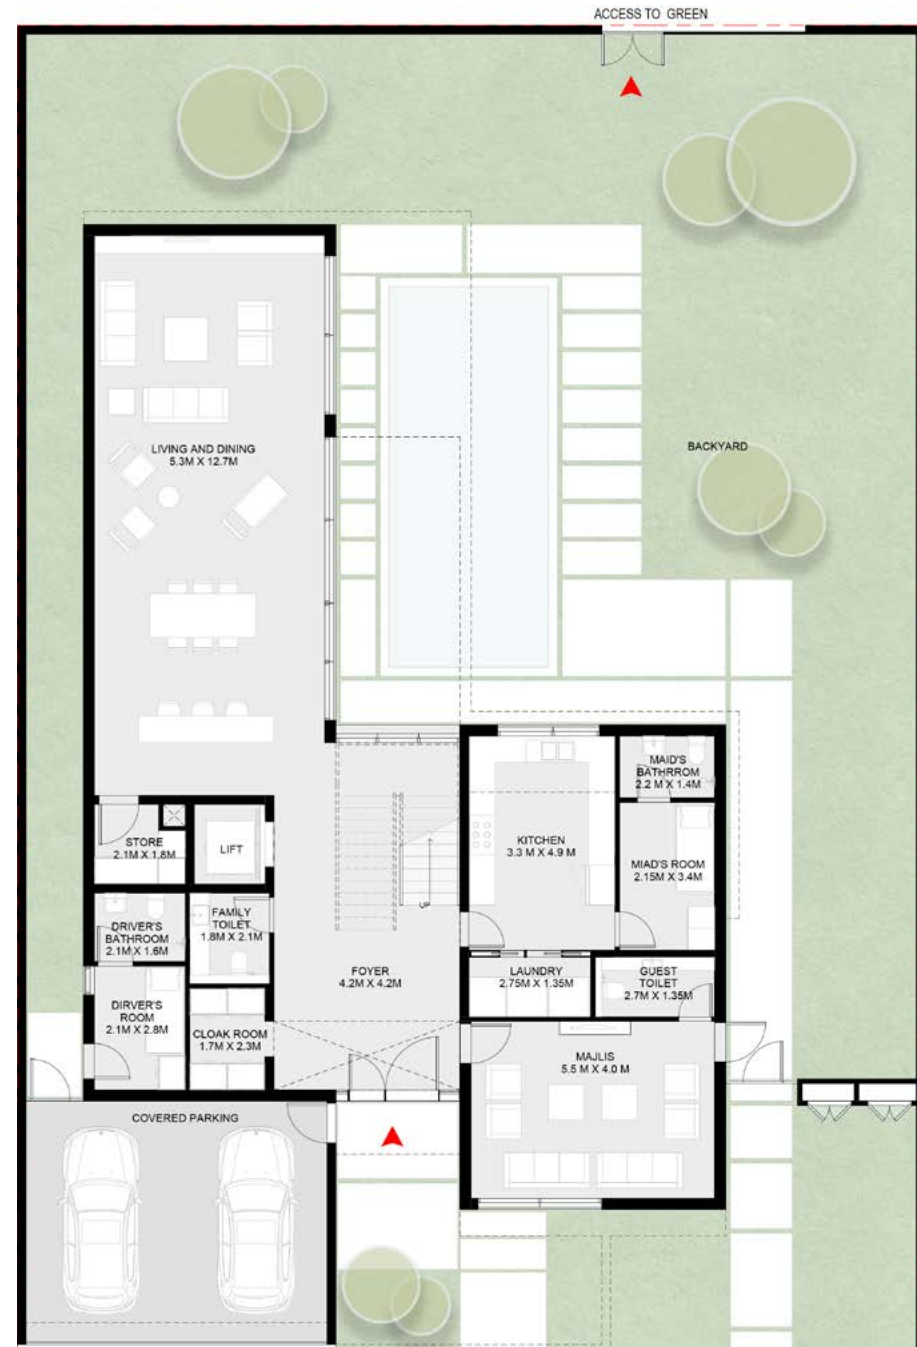 ACCESS TO GREEN
LIVING AND DINING
5.3M X 12.7M
BACKYARD
MAID'S
BATHRROM
2.2 M X 1.4M
STORE
2.1M X 1.8M
LIFT
KITCHEN
3.3 M X 4.9 M
MIAD'S ROOM
2.15M X 3.4M
UP
FAMILY
TOILET
1.8M X 2.1M
DRIVER'S
BATHROOM
2.1M X 1.6M
FOYER
4.2M X 4.2M
LAUNDRY
2.75M X 1.35M
GUEST
TOILET
2.7M X 1.35M
DIRVER'S
ROOM
2.1M X 2.8M
CLOAK ROOM
1.7M X 2.3M
MAJLIS
5.5 M X 4.0 M
COVERED PARKING